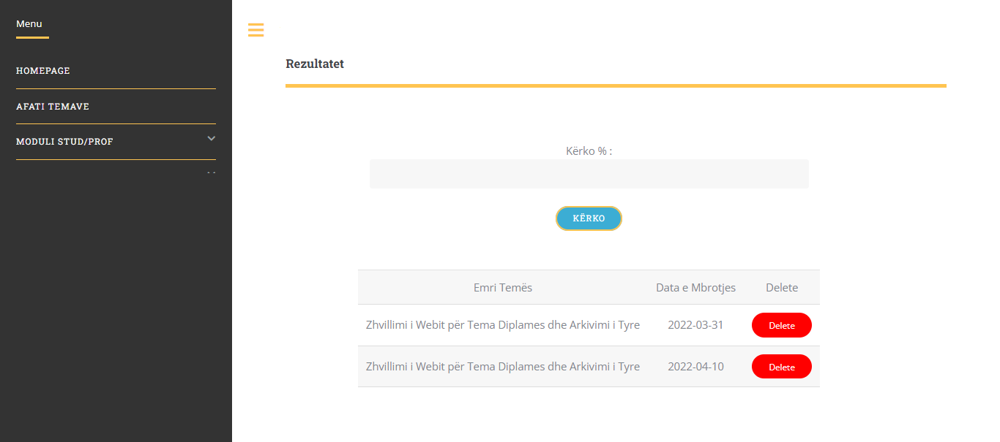 Menu
HOMEPAGE
AFATI TEMAVE
MODULI STUD/PROF
Rezultatet
Kërko % :
KËRKO
Emri Temës Data e Mbrotjes Delete
Zhvillimi i Webit për Tema Diplames dhe Arkivimi i Tyre 2022-03-31 Delete
Zhvillimi i Webit për Tema Diplames dhe Arkivimi i Tyre 2022-04-10 Delete